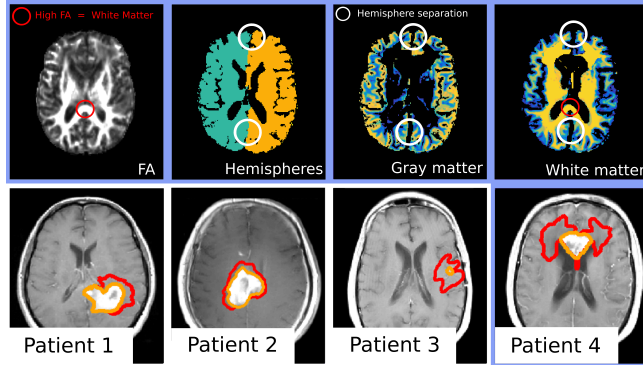 High FA = White Matter
Hemisphere separation
FA
Hemispheres
Gray matter
White matter
Patient 1
Patient 2
Patient 3
Patient 4